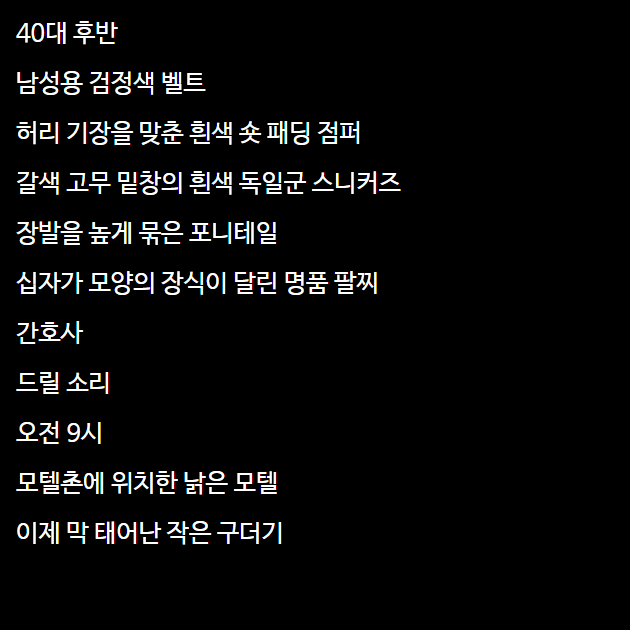 40대 후반
남성용 검정색 벨트
허리 기장을 맞춘 흰색 숏 패딩 점퍼
갈색 고무 밑창의 흰색 독일군 스니커즈
장발을 높게 묶은 포니테일
십자가 모양의 장식이 달린 명품 팔찌
간호사
드릴 소리
오전 9시
모텔촌에 위치한 낡은 모텔
이제 막 태어난 작은 구더기